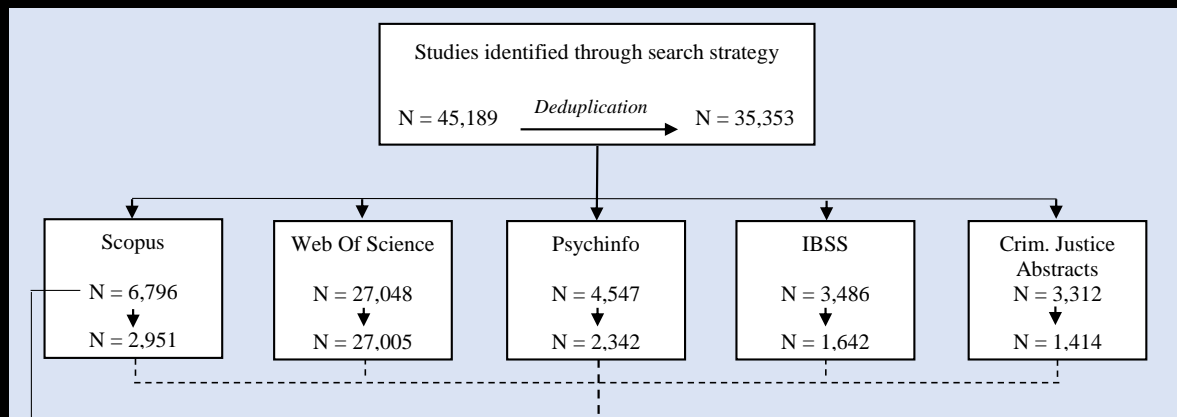 Studies identified through search strategy
Deduplication
N = 45,189 N = 35,353
Scopus
N = 6,796
N = 2,951
Web Of Science
N = 27,048
N = 27,005
Psychinfo
N = 4,547
N = 2,342
IBSS
N = 3,486
N = 1,642
Crim. Justice
Abstracts
N = 3,312
N = 1,414